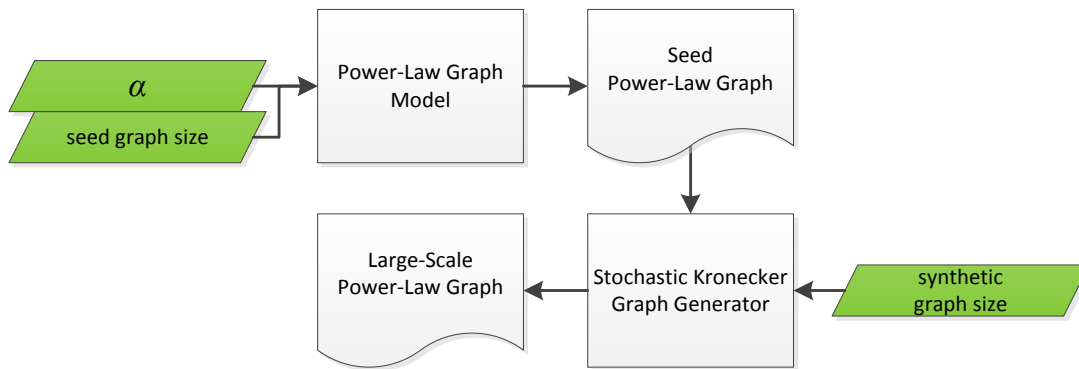 α
seed graph size
Power-Law Graph
Model
Seed
Power-Law Graph
Large-Scale
Power-Law Graph
Stochastic Kronecker
Graph Generator
synthetic
graph size